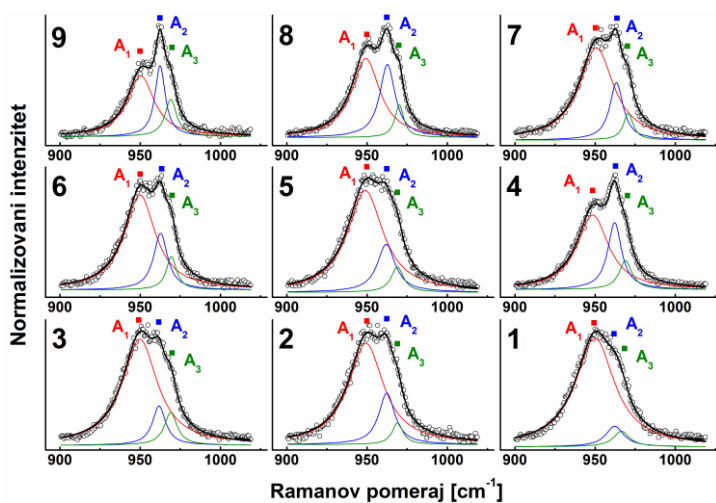 Normalizovani intenzitet
9 A1 A2 A3
900 950 1000
8 A1 A2 A3
900 950 1000
7 A1 A2 A3
900 950 1000
6 A1 A2 A3
900 950 1000
5 A1 A2 A3
900 950 1000
4 A1 A2 A3
900 950 1000
3 A1 A2 A3
900 950 1000
2 A1 A2 A3
900 950 1000
1 A1 A2 A3
900 950 1000
Ramanov pomeraj [cm⁻¹]